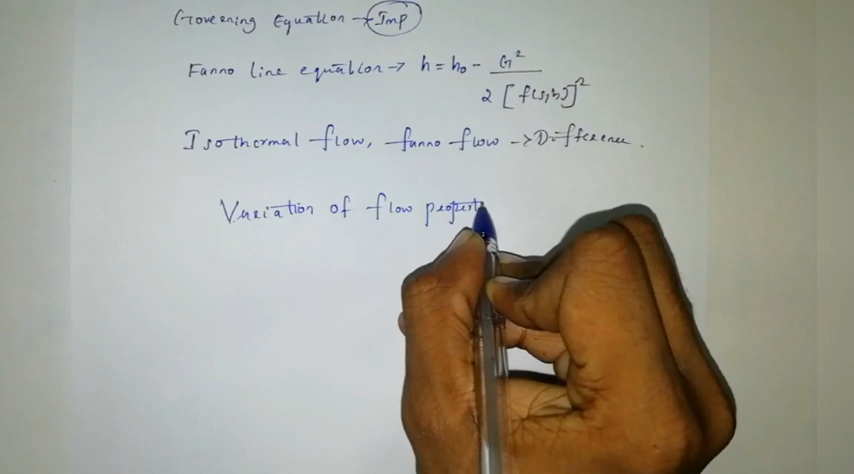 Governing Equation → Imp
Fanno line equation → h = h0 - G² / 2 [f(s,h)]²
Isothermal flow, fanno flow → Difference.
Variation of flow propert